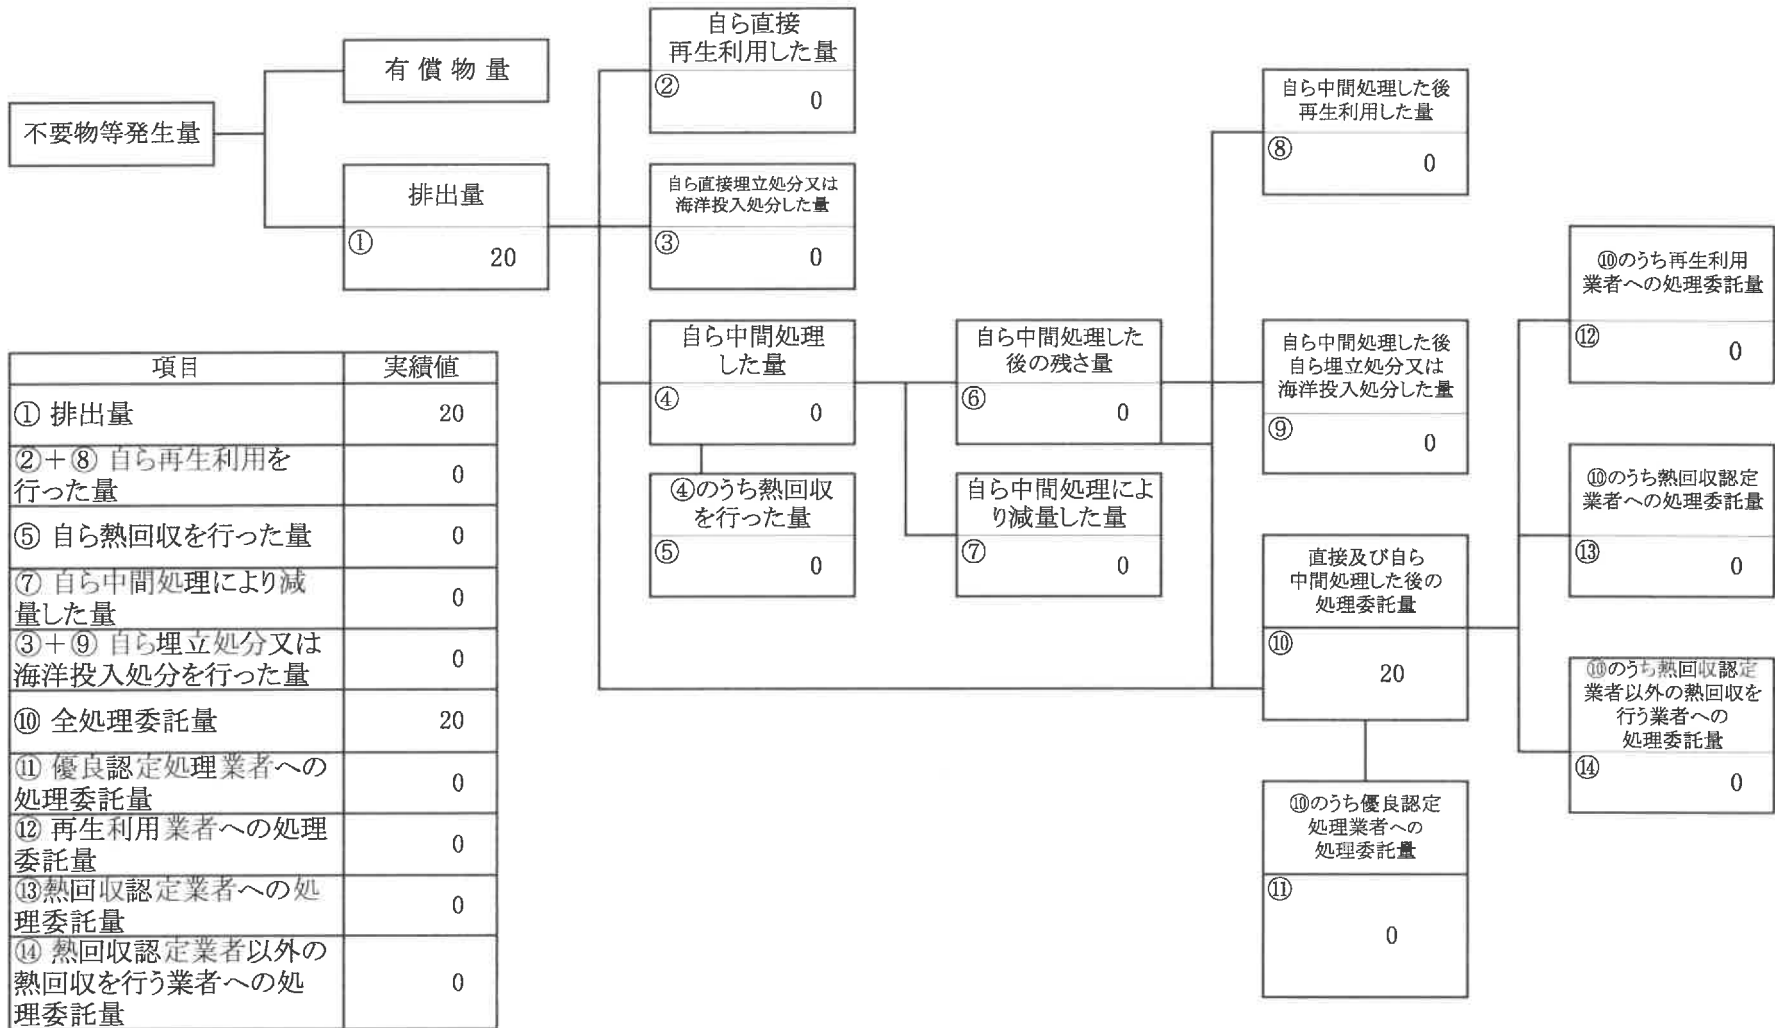 不要物等発生量
有償物量
排出量
①
20
自ら直接
再生利用した量
②
0
自ら直接埋立処分又は
海洋投入処分した量
③
0
自ら中間処理
した量
④
0
④のうち熱回収
を行った量
⑤
0
自ら中間処理した
後の残さ量
⑥
0
自ら中間処理によ
り減量した量
⑦
0
自ら中間処理した後
再生利用した量
⑧
0
自ら中間処理した後
自ら埋立処分又は
海洋投入処分した量
⑨
0
直接及び自ら
中間処理した後の
処理委託量
⑩
20
⑩のうち優良認定
処理業者への
処理委託量
⑪
0
⑩のうち再生利用
業者への処理委託量
⑫
0
⑩のうち熱回収認定
業者への処理委託量
⑬
0
⑩のうち熱回収認定
業者以外の熱回収を
行う業者への
処理委託量
⑭
0
項目 実績値
① 排出量 20
②+⑧ 自ら再生利用を
行った量 0
⑤ 自ら熱回収を行った量 0
⑦ 自ら中間処理により減
量した量 0
③+⑨ 自ら埋立処分又は
海洋投入処分を行った量 0
⑩ 全処理委託量 20
⑪ 優良認定処理業者への
処理委託量 0
⑫ 再生利用業者への処理
委託量 0
⑬熱回収認定業者への処
理委託量 0
⑭ 熱回収認定業者以外の
熱回収を行う業者への処
理委託量 0